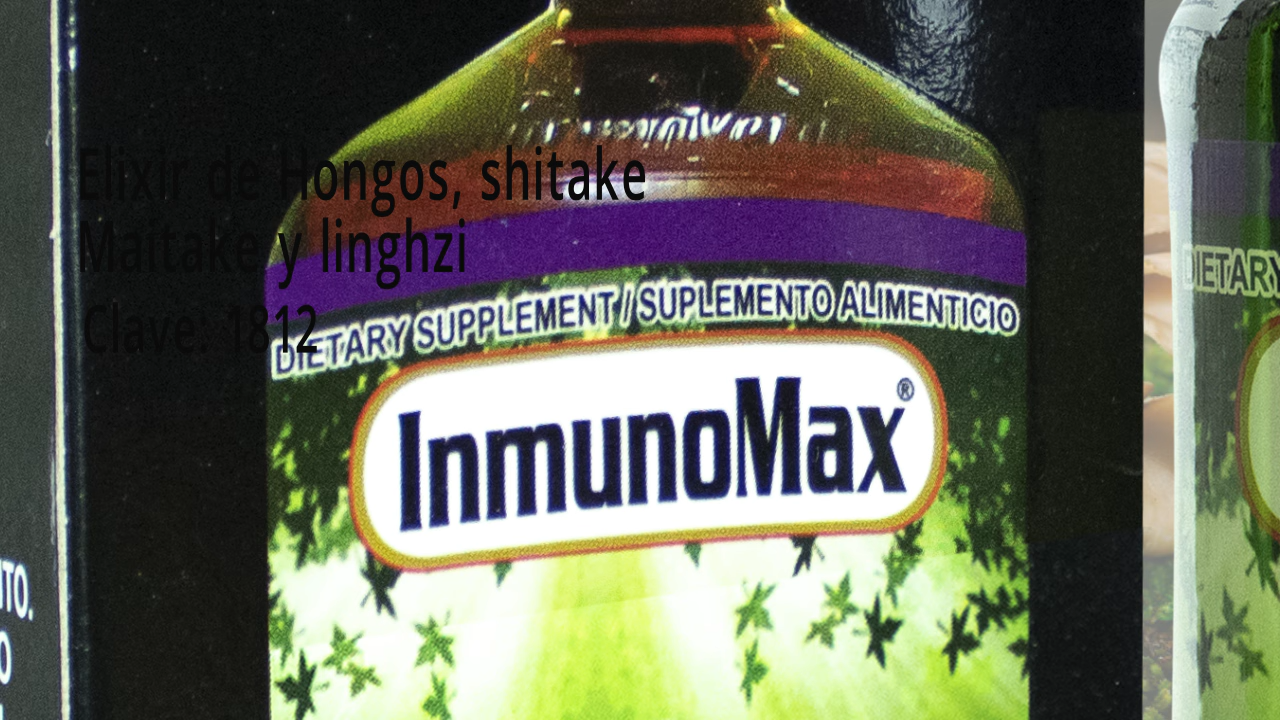 Elixir de Hongos, shitake
Maitake y linghzi
Clave: 1812
DIETARY SUPPLEMENT / SUPLEMENTO ALIMENTICIO
InmunoMax®
DIETARY